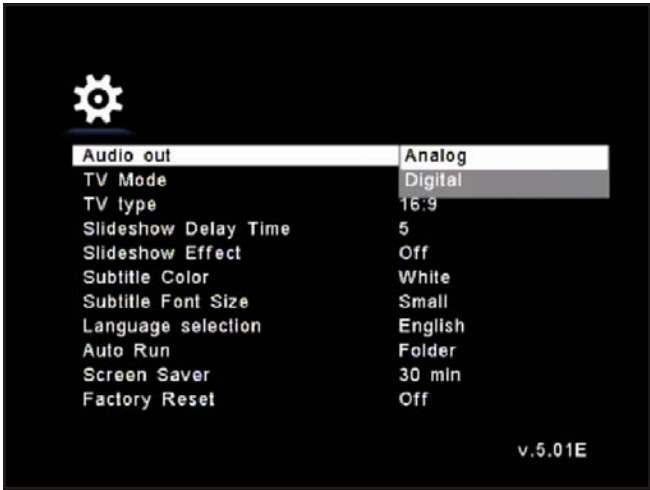 Audio out Analog
TV Mode Digital
TV type 16:9
Slideshow Delay Time 5
Slideshow Effect Off
Subtitle Color White
Subtitle Font Size Small
Language selection English
Auto Run Folder
Screen Saver 30 min
Factory Reset Off
v.5.01E